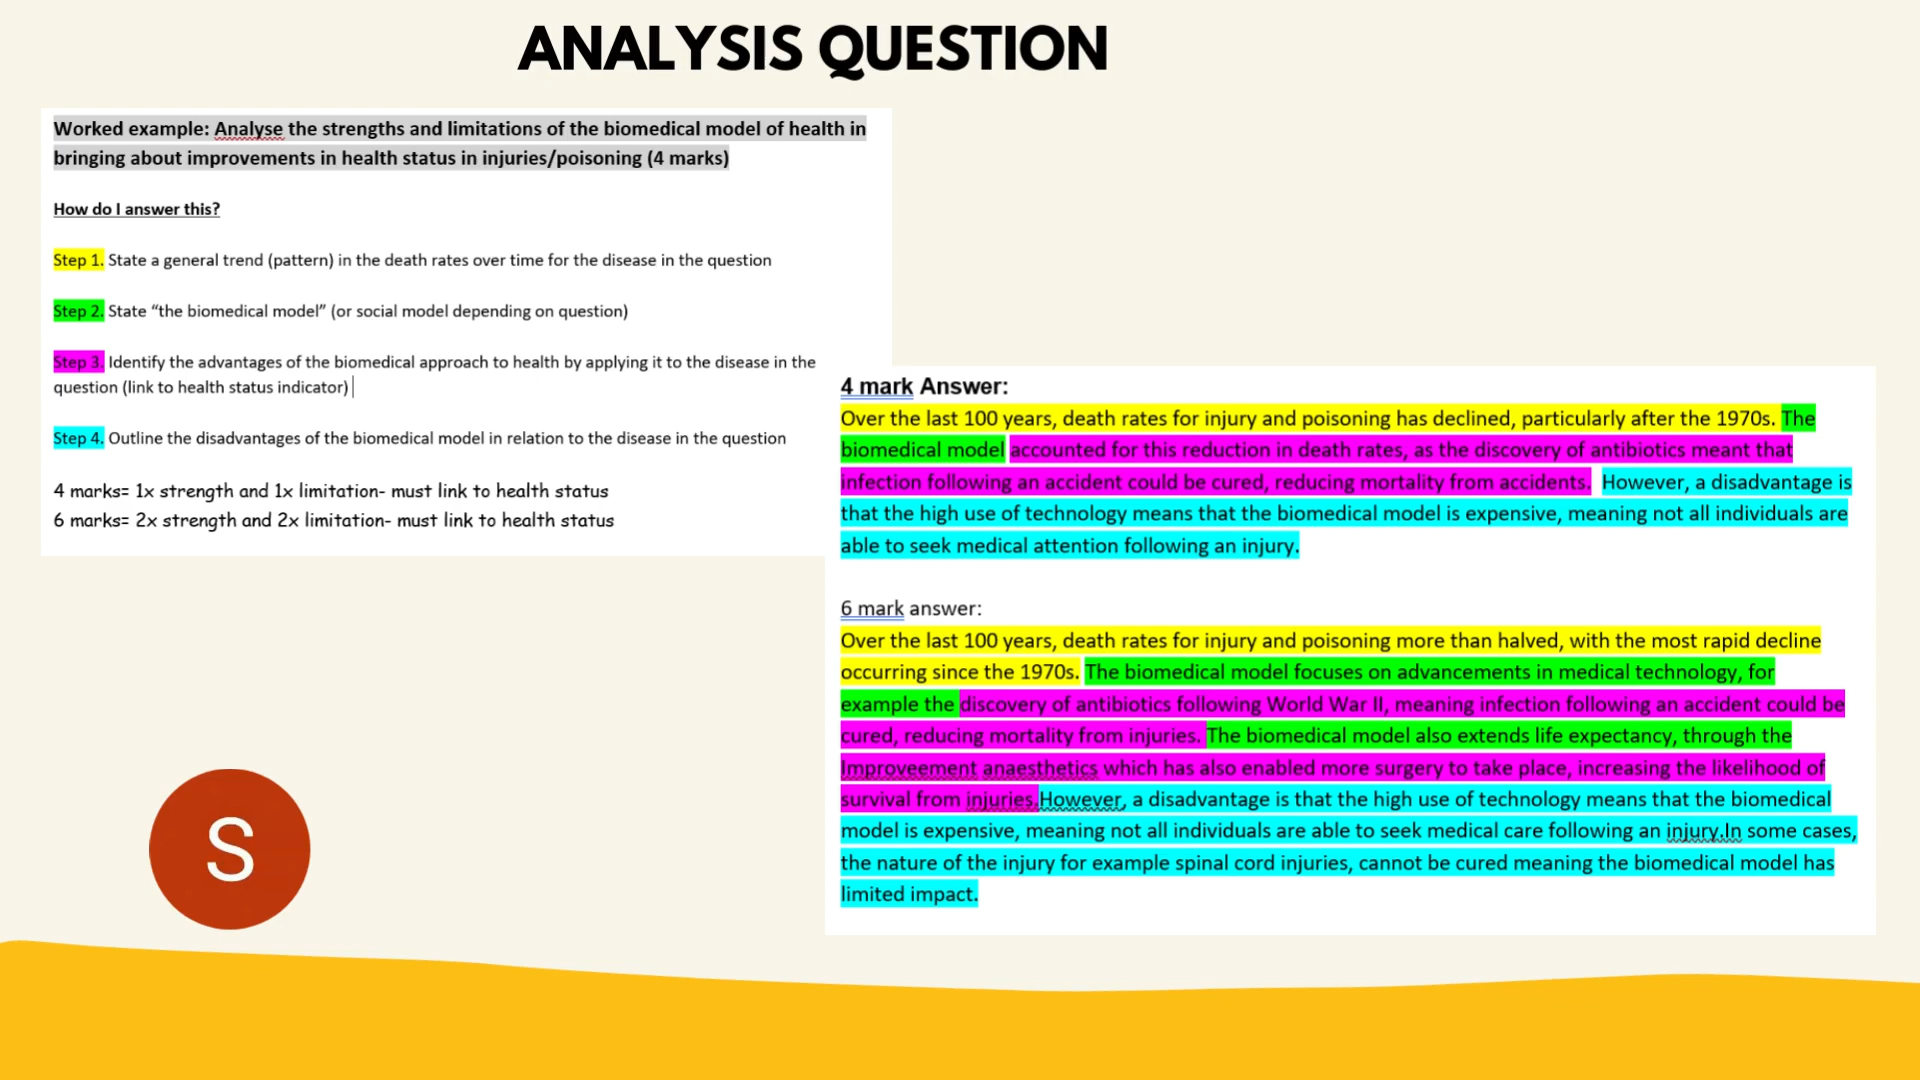 ANALYSIS QUESTION
Worked example: Analyse the strengths and limitations of the biomedical model of health in
bringing about improvements in health status in injuries/poisoning (4 marks)
How do I answer this?
Step 1. State a general trend (pattern) in the death rates over time for the disease in the question
Step 2. State “the biomedical model” (or social model depending on question)
Step 3. Identify the advantages of the biomedical approach to health by applying it to the disease in the
question (link to health status indicator)
Step 4. Outline the disadvantages of the biomedical model in relation to the disease in the question
4 marks= 1x strength and 1x limitation- must link to health status
6 marks= 2x strength and 2x limitation- must link to health status
4 mark Answer:
Over the last 100 years, death rates for injury and poisoning has declined, particularly after the 1970s. The
biomedical model accounted for this reduction in death rates, as the discovery of antibiotics meant that
infection following an accident could be cured, reducing mortality from accidents. However, a disadvantage is
that the high use of technology means that the biomedical model is expensive, meaning not all individuals are
able to seek medical attention following an injury.
6 mark answer:
Over the last 100 years, death rates for injury and poisoning more than halved, with the most rapid decline
occurring since the 1970s. The biomedical model focuses on advancements in medical technology, for
example the discovery of antibiotics following World War II, meaning infection following an accident could be
cured, reducing mortality from injuries. The biomedical model also extends life expectancy, through the
Improveement anaesthetics which has also enabled more surgery to take place, increasing the likelihood of
survival from injuries.However, a disadvantage is that the high use of technology means that the biomedical
model is expensive, meaning not all individuals are able to seek medical care following an injury.In some cases,
the nature of the injury for example spinal cord injuries, cannot be cured meaning the biomedical model has
limited impact.
S